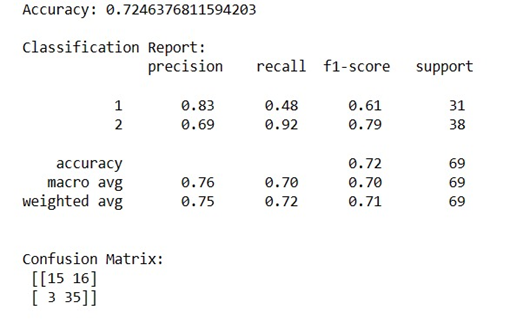 Accuracy: 0.7246376811594203
Classification Report:
precision recall f1-score support
1 0.83 0.48 0.61 31
2 0.69 0.92 0.79 38
accuracy 0.72 69
macro avg 0.76 0.70 0.70 69
weighted avg 0.75 0.72 0.71 69
Confusion Matrix:
[[15 16]
[ 3 35]]